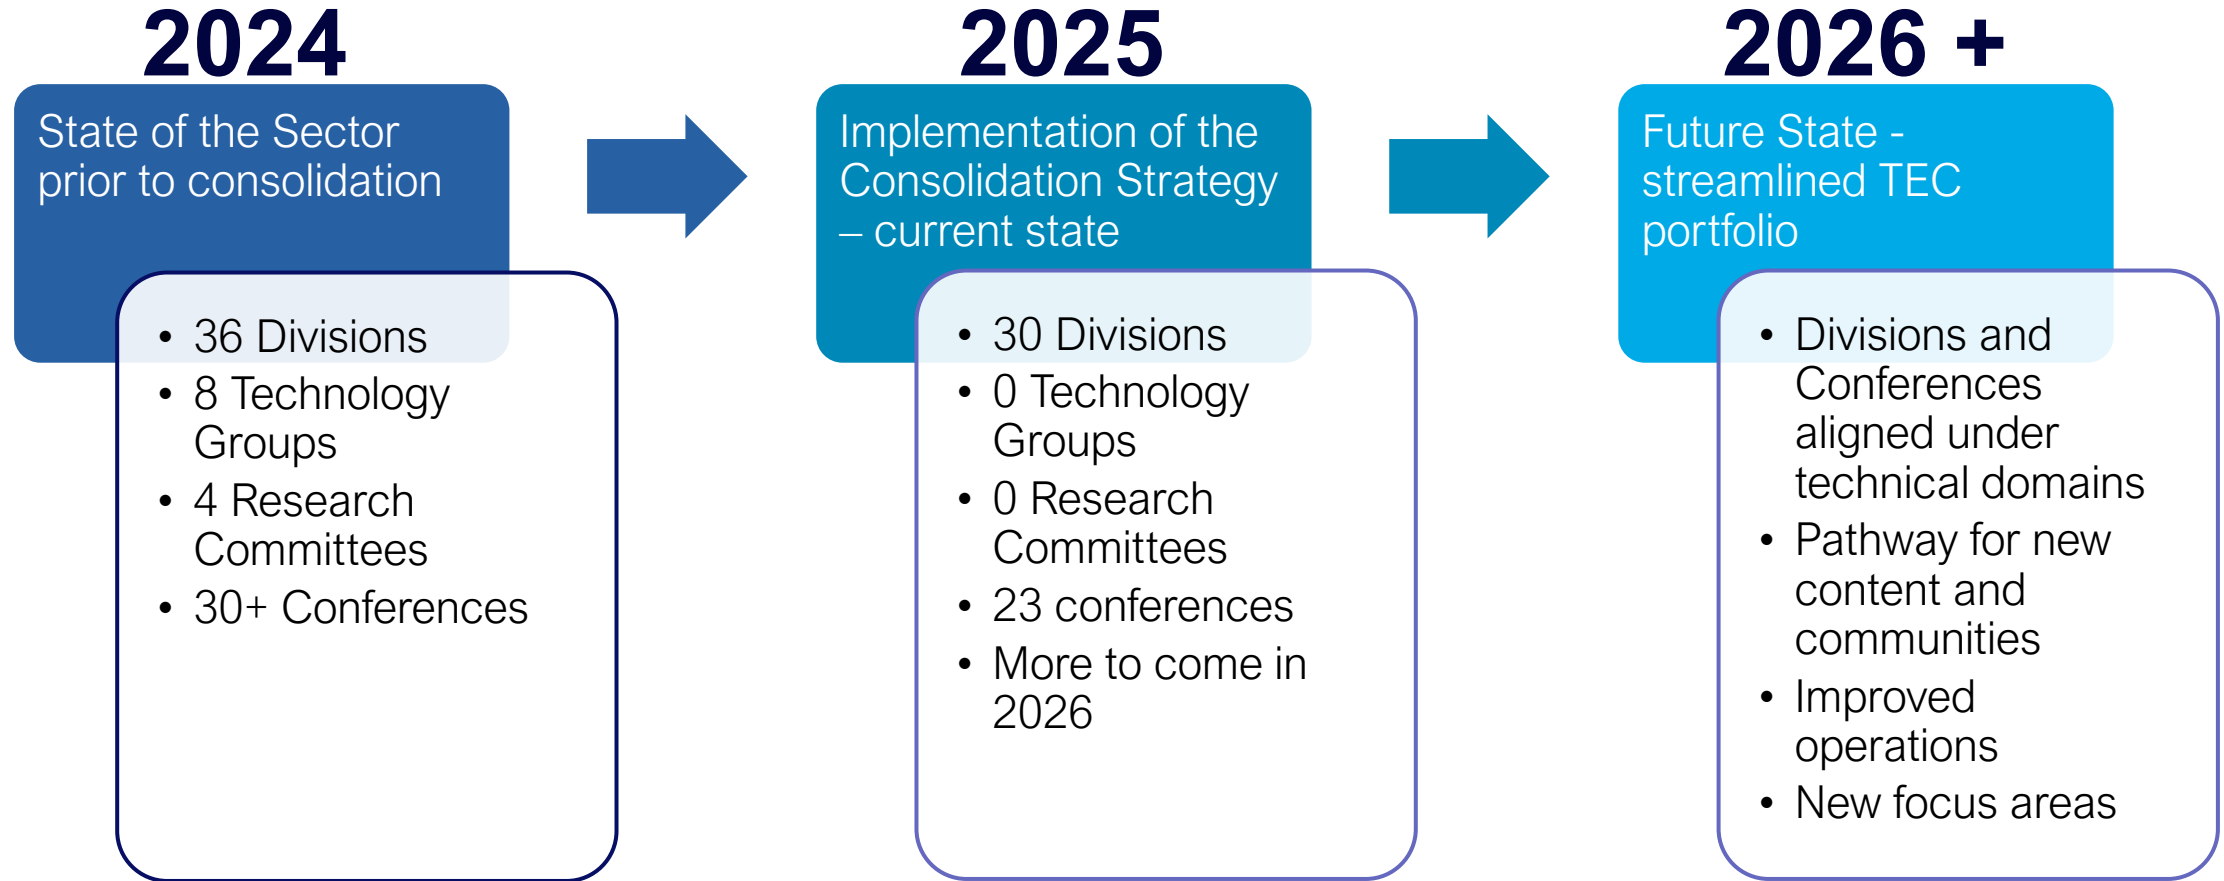 2024
State of the Sector
prior to consolidation
• 36 Divisions
• 8 Technology
Groups
• 4 Research
Committees
• 30+ Conferences
2025
Implementation of the
Consolidation Strategy
– current state
• 30 Divisions
• 0 Technology
Groups
• 0 Research
Committees
• 23 conferences
• More to come in
2026
2026 +
Future State -
streamlined TEC
portfolio
• Divisions and
Conferences
aligned under
technical domains
• Pathway for new
content and
communities
• Improved
operations
• New focus areas